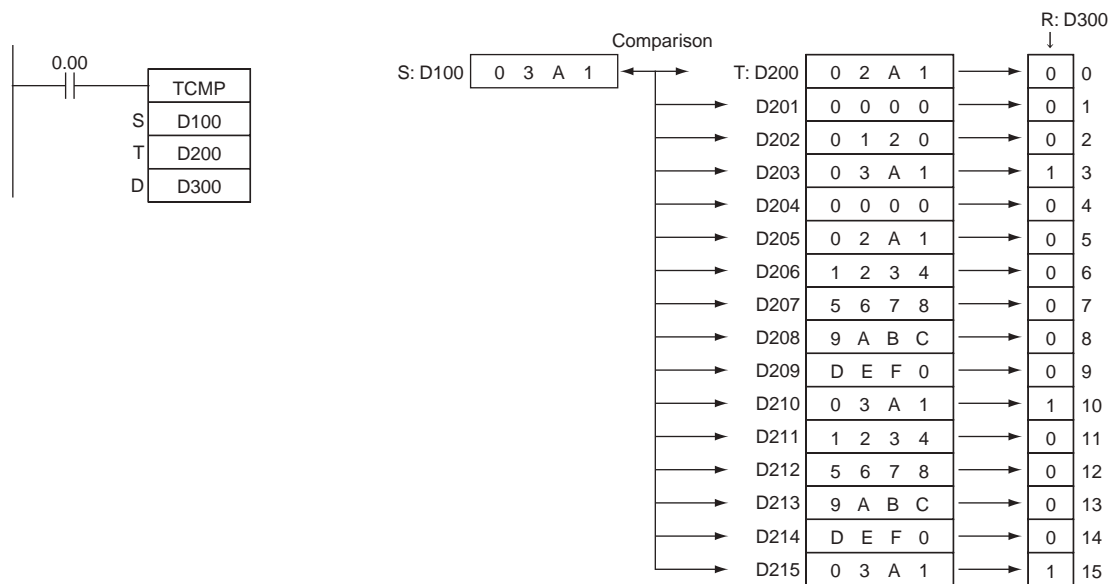 0.00
TCMP
S D100
T D200
D D300
R: D300
Comparison
S: D100 0 3 A 1 T: D200 0 2 A 1 0 0
D201 0 0 0 0 0 1
D202 0 1 2 0 0 2
D203 0 3 A 1 1 3
D204 0 0 0 0 0 4
D205 0 2 A 1 0 5
D206 1 2 3 4 0 6
D207 5 6 7 8 0 7
D208 9 A B C 0 8
D209 D E F 0 0 9
D210 0 3 A 1 1 10
D211 1 2 3 4 0 11
D212 5 6 7 8 0 12
D213 9 A B C 0 13
D214 D E F 0 0 14
D215 0 3 A 1 1 15